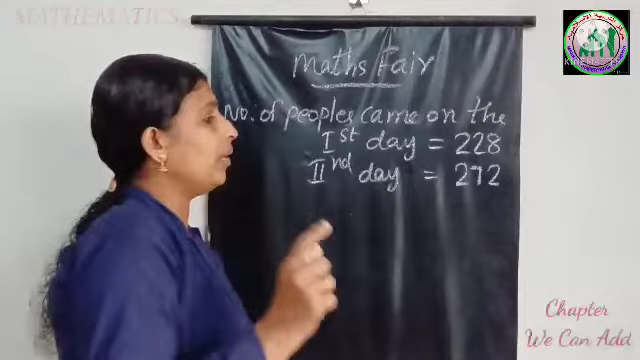 MATHEMATICS
Maths Fair
No. of peoples came on the
Ist day = 228
IInd day = 272
KINEMASTER
Chapter
We Can Add